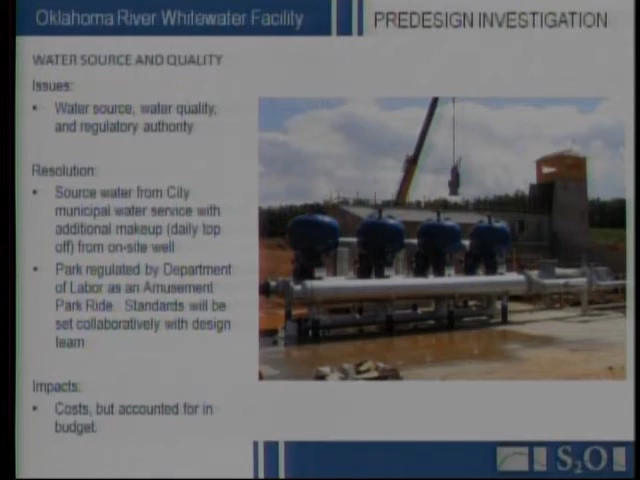 Oklahoma River Whitewater Facility
PREDESIGN INVESTIGATION
WATER SOURCE AND QUALITY
Issues:
• Water source, water quality,
and regulatory authority
Resolution:
• Source water from City
municipal water service with
additional makeup (daily top
off) from on-site well
• Park regulated by Department
of Labor as an Amusement
Park Ride. Standards will be
set collaboratively with design
team
Impacts:
• Costs, but accounted for in
budget.
S₂O